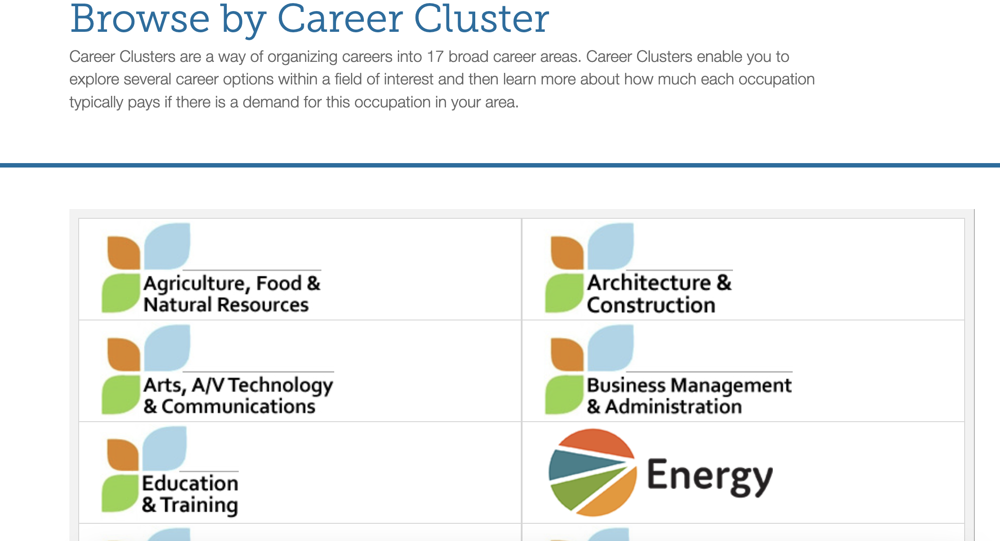 Browse by Career Cluster
Career Clusters are a way of organizing careers into 17 broad career areas. Career Clusters enable you to
explore several career options within a field of interest and then learn more about how much each occupation
typically pays if there is a demand for this occupation in your area.
Agriculture, Food &
Natural Resources
Architecture &
Construction
Arts, A/V Technology
& Communications
Business Management
& Administration
Education
& Training
Energy